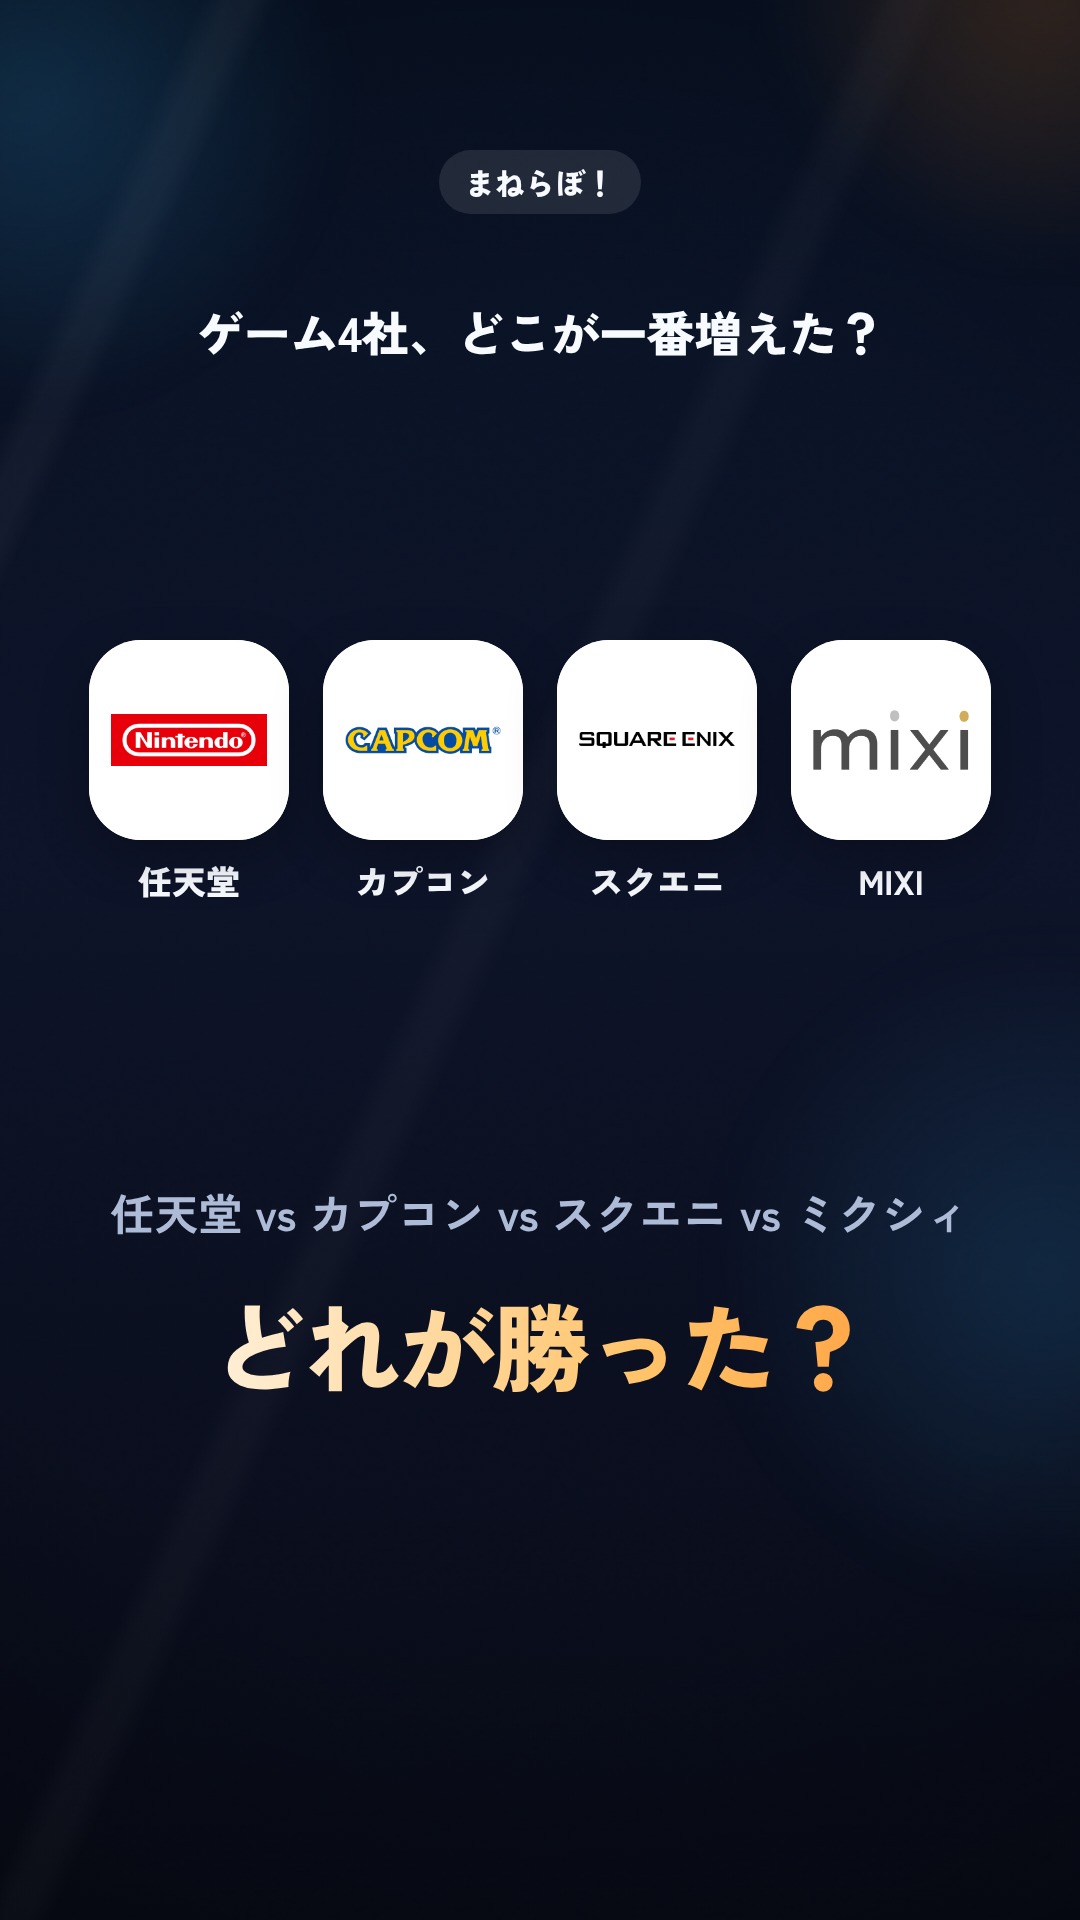 まねらぼ！
ゲーム4社、どこが一番増えた？
Nintendo®
CAPCOM®
SQUARE ENIX
mixi
任天堂
カプコン
スクエニ
MIXI
任天堂 vs カプコン vs スクエニ vs ミクシィ
どれが勝った？